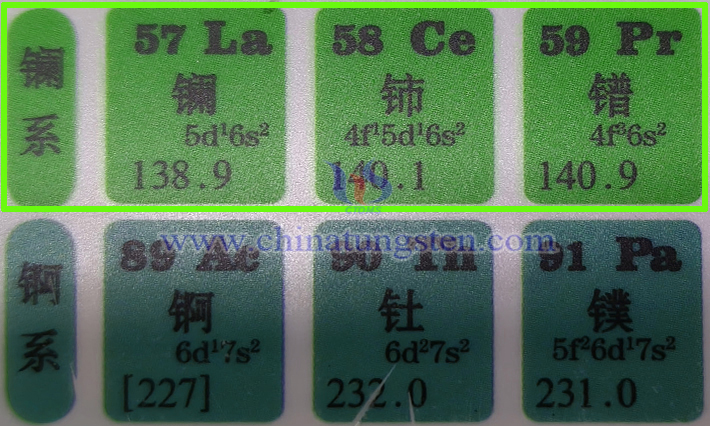 镧系
57 La
镧
5d¹6s²
138.9
58 Ce
铈
4f¹5d¹6s²
140.1
59 Pr
镨
4f³6s²
140.9
www.chinatungsten.com
锕系
89 Ac
锕
6d¹7s²
[227]
90 Th
钍
6d²7s²
232.0
91 Pa
镤
5f²6d¹7s²
231.0